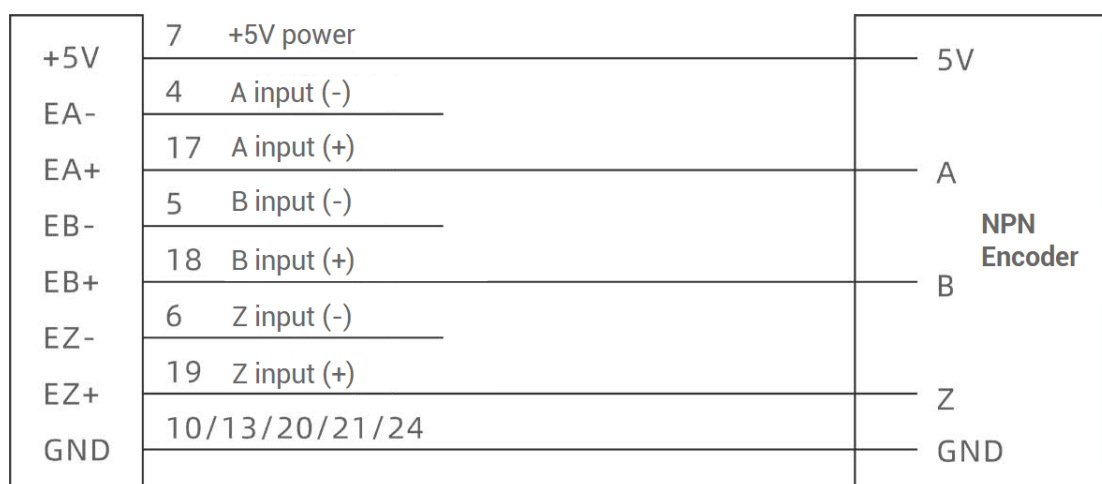 +5V 7 +5V power 5V
EA- 4 A input (-)
EA+ 17 A input (+) A
EB- 5 B input (-)
NPN
Encoder
EB+ 18 B input (+) B
EZ- 6 Z input (-)
EZ+ 19 Z input (+) Z
GND 10/13/20/21/24 GND